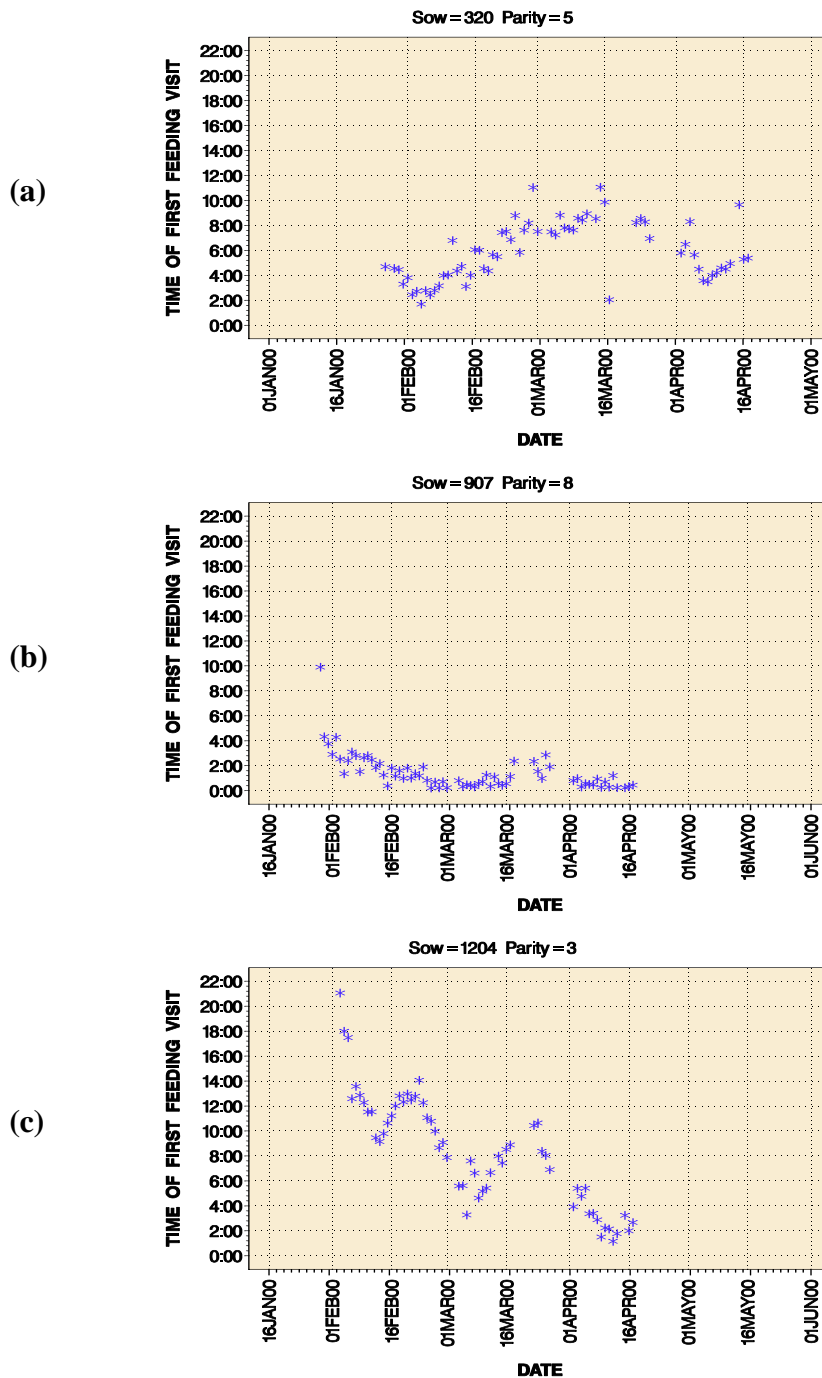 Sow=320 Parity=5
(a)
TIME OF FIRST FEEDING VISIT
22:00
20:00
18:00
16:00
14:00
12:00
10:00
8:00
6:00
4:00
2:00
0:00
01JAN00
16JAN00
01FEB00
16FEB00
01MAR00
16MAR00
01APR00
16APR00
01MAY00
DATE
Sow=907 Parity=8
(b)
TIME OF FIRST FEEDING VISIT
22:00
20:00
18:00
16:00
14:00
12:00
10:00
8:00
6:00
4:00
2:00
0:00
16JAN00
01FEB00
16FEB00
01MAR00
16MAR00
01APR00
16APR00
01MAY00
16MAY00
01JUN00
DATE
Sow=1204 Parity=3
(c)
TIME OF FIRST FEEDING VISIT
22:00
20:00
18:00
16:00
14:00
12:00
10:00
8:00
6:00
4:00
2:00
0:00
16JAN00
01FEB00
16FEB00
01MAR00
16MAR00
01APR00
16APR00
01MAY00
16MAY00
01JUN00
DATE